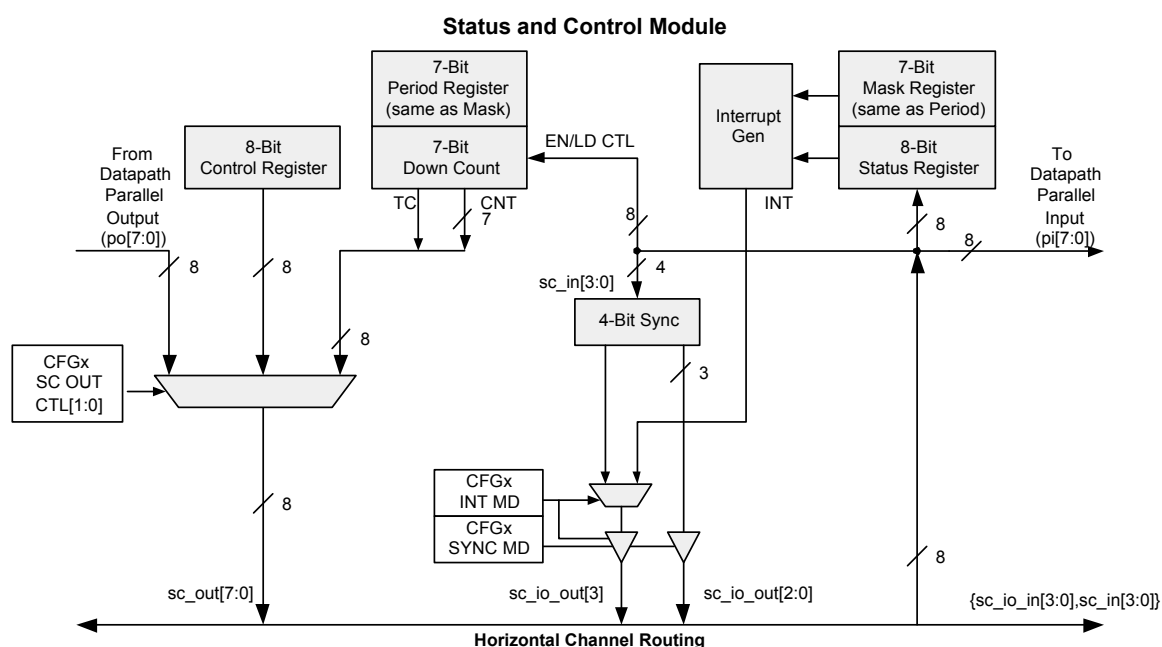 Status and Control Module
7-Bit
Period Register
(same as Mask)
7-Bit
Mask Register
(same as Period)
Interrupt
Gen
8-Bit
Control Register
7-Bit
Down Count
EN/LD CTL
8-Bit
Status Register
From
Datapath
Parallel
Output
(po[7:0])
To
Datapath
Parallel
Input
(pi[7:0])
TC
CNT
7
8
INT
8
8
8
8
4
sc_in[3:0]
4-Bit Sync
8
3
CFGx
SC OUT
CTL[1:0]
CFGx
INT MD
CFGx
SYNC MD
8
8
sc_out[7:0]
sc_io_out[3]
sc_io_out[2:0]
{sc_io_in[3:0],sc_in[3:0]}
Horizontal Channel Routing